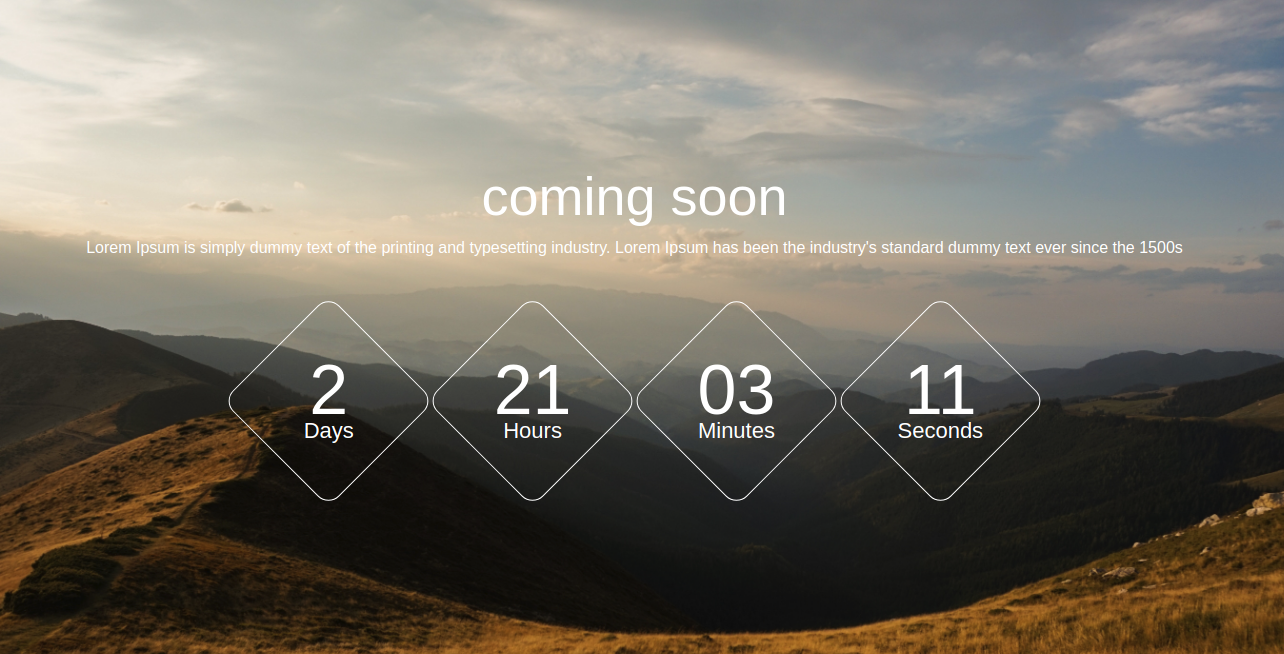 coming soon
Lorem Ipsum is simply dummy text of the printing and typesetting industry. Lorem Ipsum has been the industry's standard dummy text ever since the 1500s
2 21 03 11
Days Hours Minutes Seconds